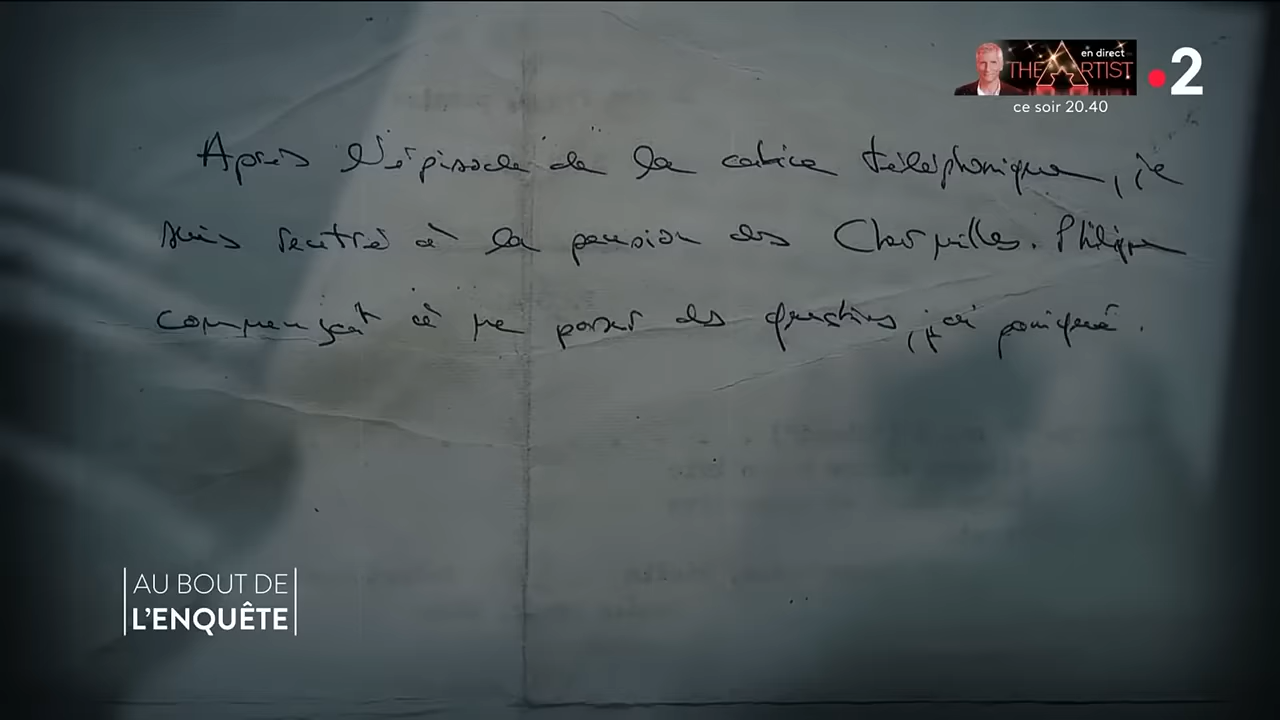 en direct
THE ARTIST
ce soir 20.40
2
Après l'épisode de la cabine téléphonique, je
suis rentré à la pension des Charmilles. Philippe
commençait à me poser des questions, j'ai paniqué.
AU BOUT DE
L'ENQUÊTE